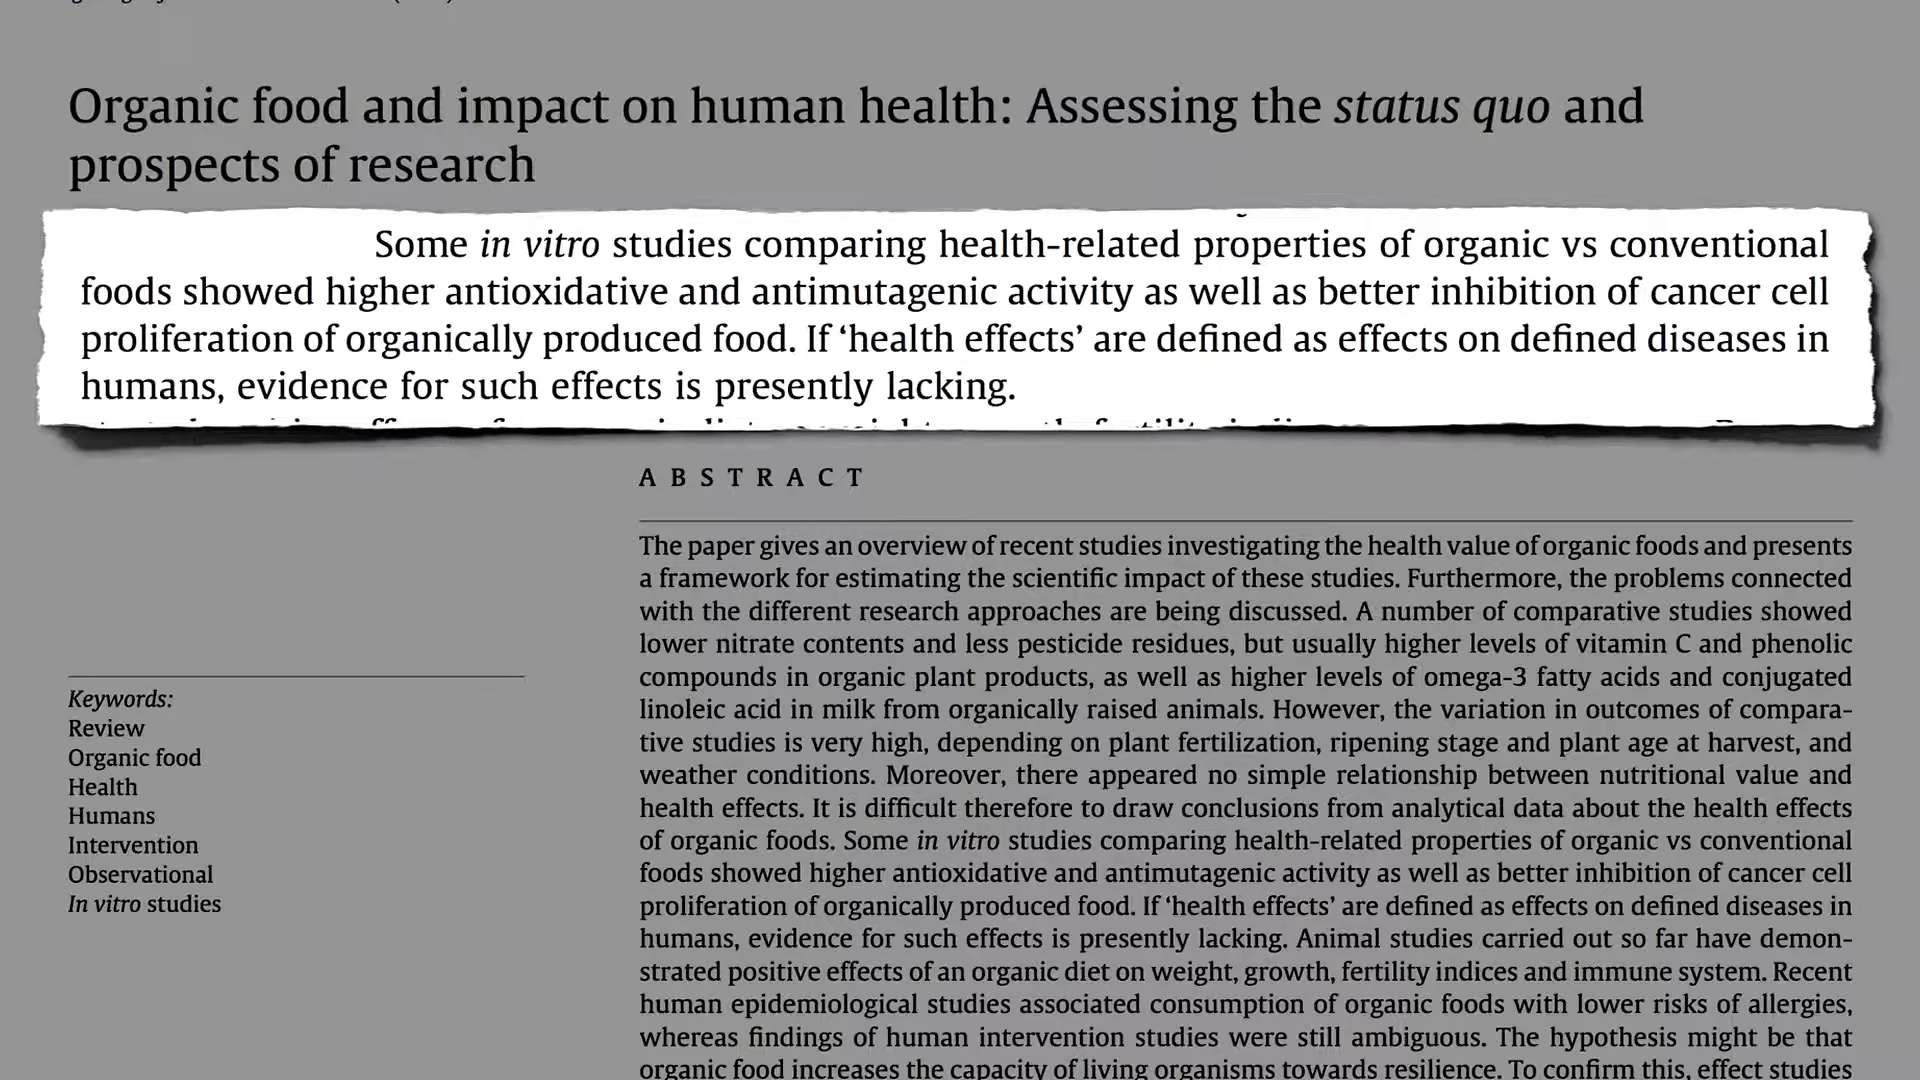 Organic food and impact on human health: Assessing the status quo and
prospects of research
Some in vitro studies comparing health-related properties of organic vs conventional
foods showed higher antioxidative and antimutagenic activity as well as better inhibition of cancer cell
proliferation of organically produced food. If ‘health effects’ are defined as effects on defined diseases in
humans, evidence for such effects is presently lacking.
ABSTRACT
The paper gives an overview of recent studies investigating the health value of organic foods and presents
a framework for estimating the scientific impact of these studies. Furthermore, the problems connected
with the different research approaches are being discussed. A number of comparative studies showed
lower nitrate contents and less pesticide residues, but usually higher levels of vitamin C and phenolic
compounds in organic plant products, as well as higher levels of omega-3 fatty acids and conjugated
linoleic acid in milk from organically raised animals. However, the variation in outcomes of compara-
tive studies is very high, depending on plant fertilization, ripening stage and plant age at harvest, and
weather conditions. Moreover, there appeared no simple relationship between nutritional value and
health effects. It is difficult therefore to draw conclusions from analytical data about the health effects
of organic foods. Some in vitro studies comparing health-related properties of organic vs conventional
foods showed higher antioxidative and antimutagenic activity as well as better inhibition of cancer cell
proliferation of organically produced food. If ‘health effects’ are defined as effects on defined diseases in
humans, evidence for such effects is presently lacking. Animal studies carried out so far have demon-
strated positive effects of an organic diet on weight, growth, fertility indices and immune system. Recent
human epidemiological studies associated consumption of organic foods with lower risks of allergies,
whereas findings of human intervention studies were still ambiguous. The hypothesis might be that
organic food increases the capacity of living organisms towards resilience. To confirm this, effect studies
Keywords:
Review
Organic food
Health
Humans
Intervention
Observational
In vitro studies